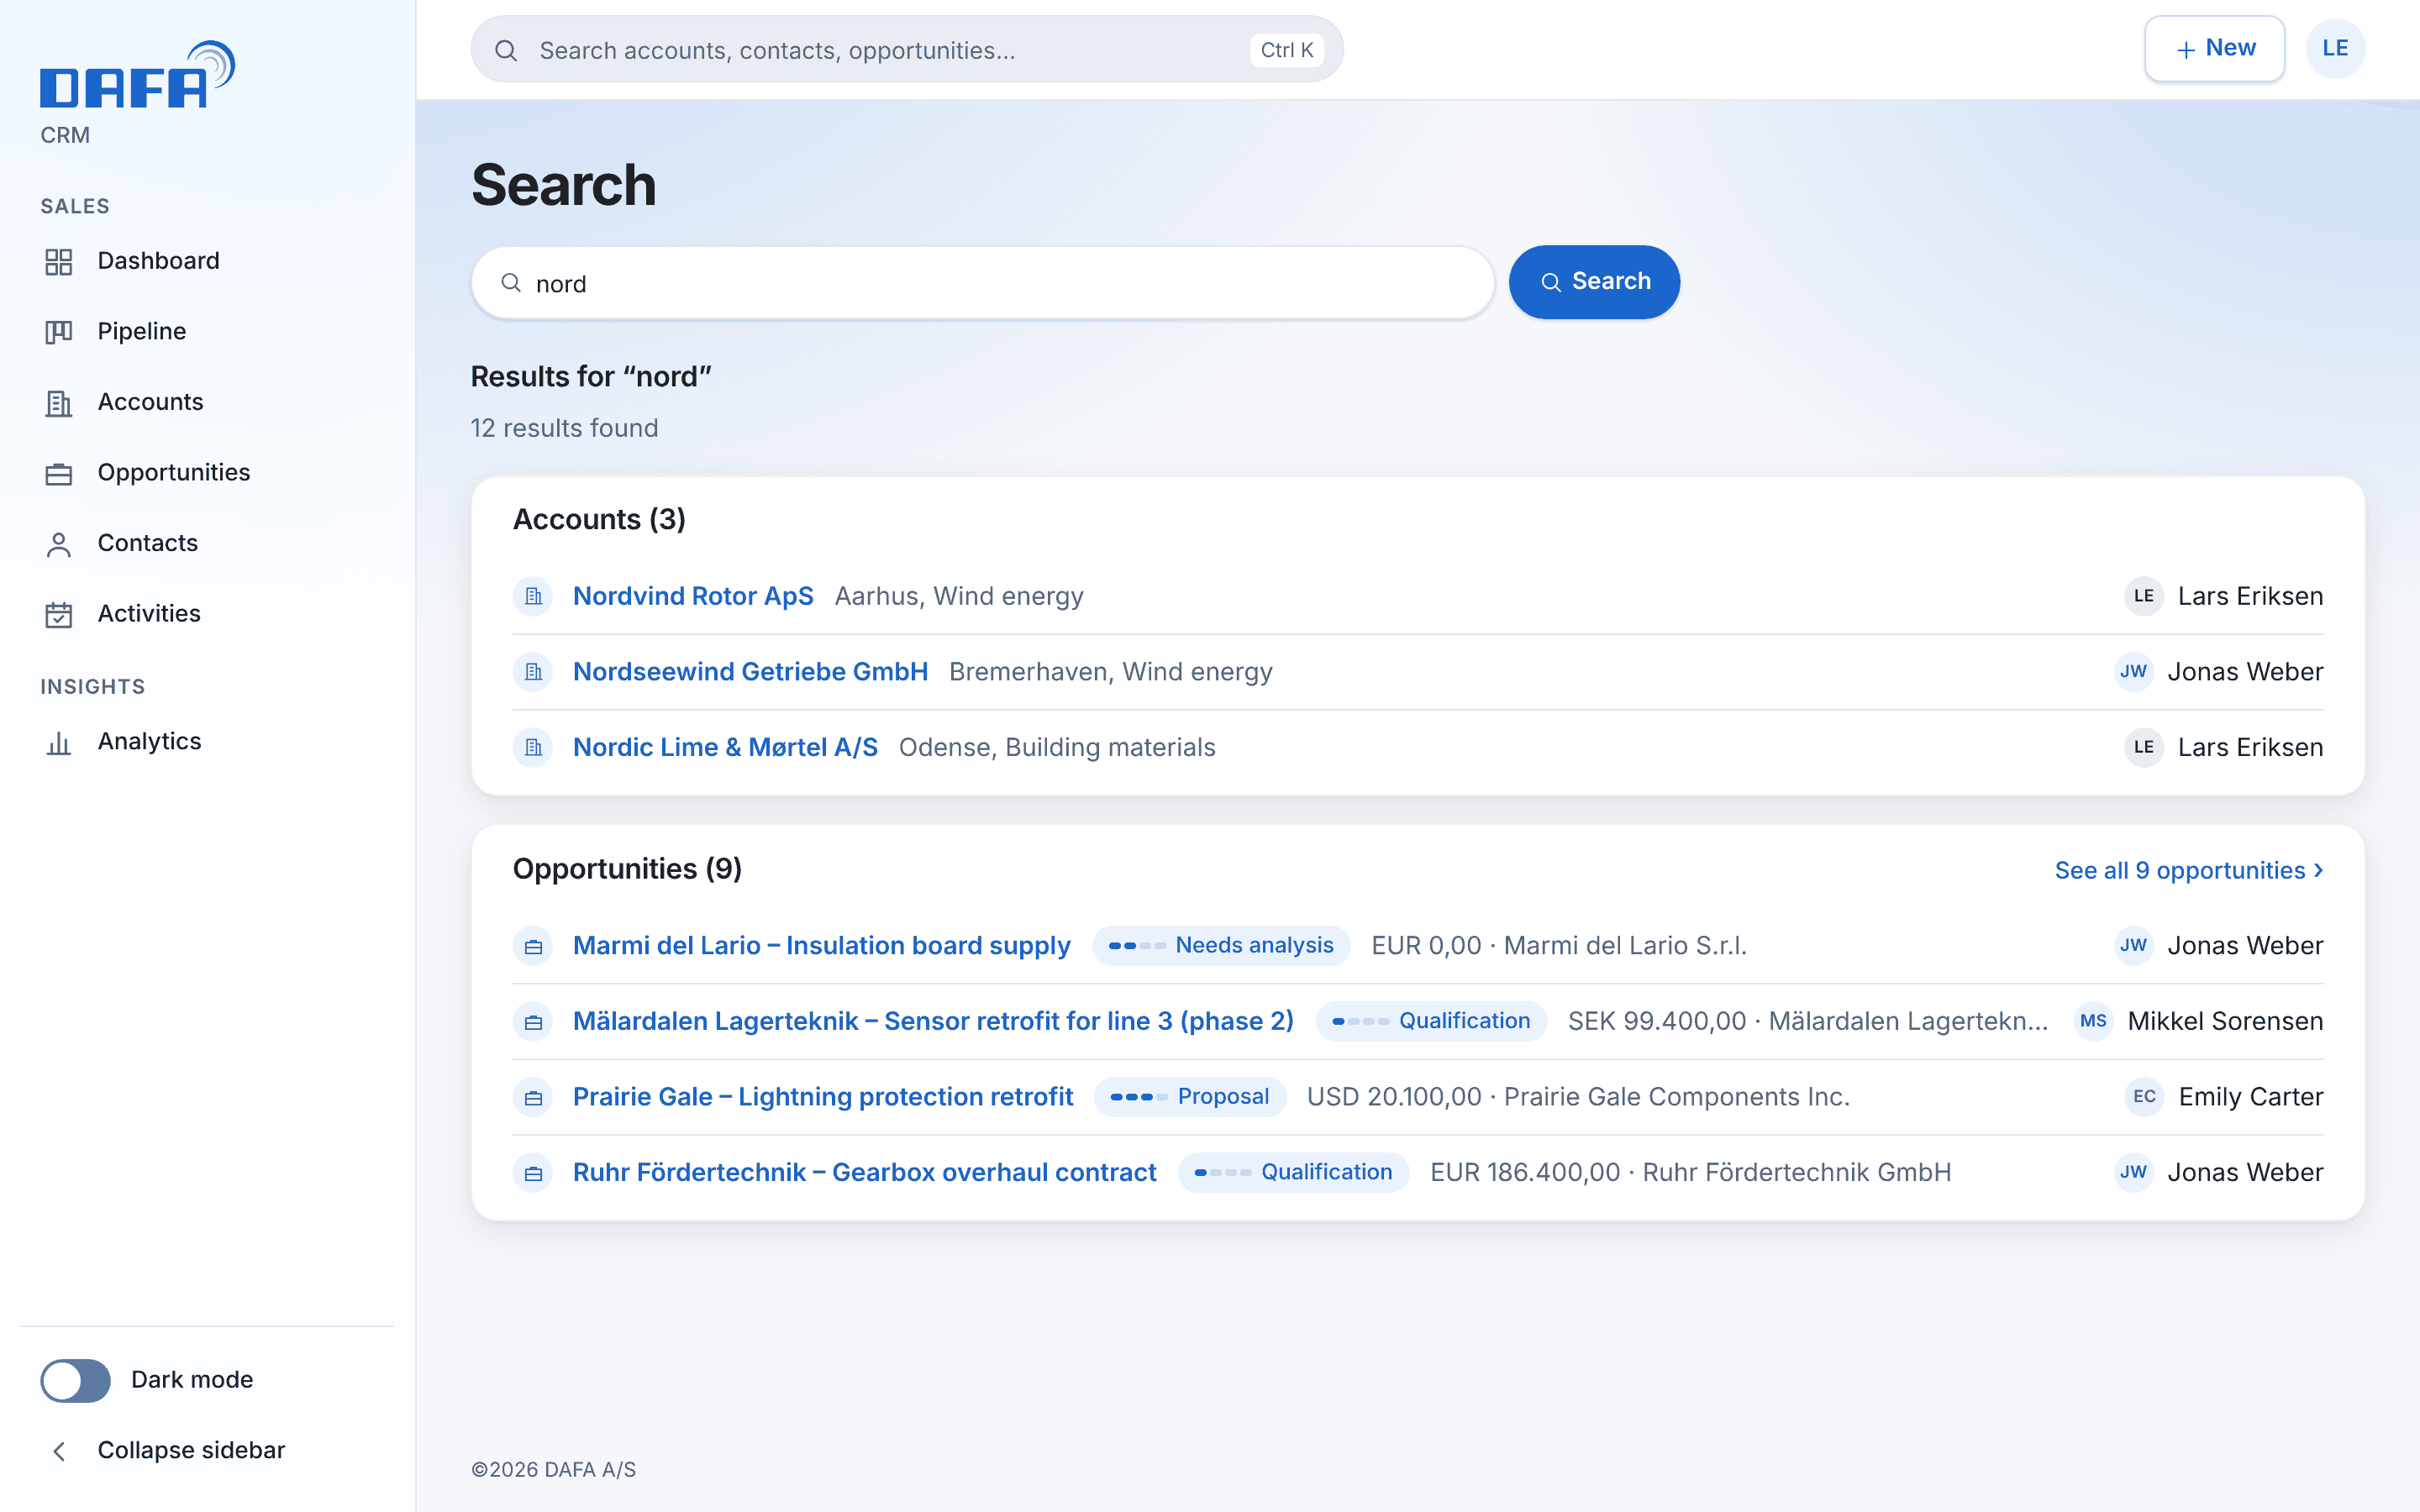 DAFA
CRM
SALES
Dashboard
Pipeline
Accounts
Opportunities
Contacts
Activities
INSIGHTS
Analytics
Dark mode
Collapse sidebar
Search accounts, contacts, opportunities...
Ctrl K
+ New
LE
Search
nord
Search
Results for “nord”
12 results found
Accounts (3)
Nordvind Rotor ApS Aarhus, Wind energy LE Lars Eriksen
Nordseewind Getriebe GmbH Bremerhaven, Wind energy JW Jonas Weber
Nordic Lime & Mørtel A/S Odense, Building materials LE Lars Eriksen
Opportunities (9) See all 9 opportunities ›
Marmi del Lario – Insulation board supply Needs analysis EUR 0,00 · Marmi del Lario S.r.l. JW Jonas Weber
Mälardalen Lagerteknik – Sensor retrofit for line 3 (phase 2) Qualification SEK 99.400,00 · Mälardalen Lagertekn... MS Mikkel Sorensen
Prairie Gale – Lightning protection retrofit Proposal USD 20.100,00 · Prairie Gale Components Inc. EC Emily Carter
Ruhr Fördertechnik – Gearbox overhaul contract Qualification EUR 186.400,00 · Ruhr Fördertechnik GmbH JW Jonas Weber
©2026 DAFA A/S